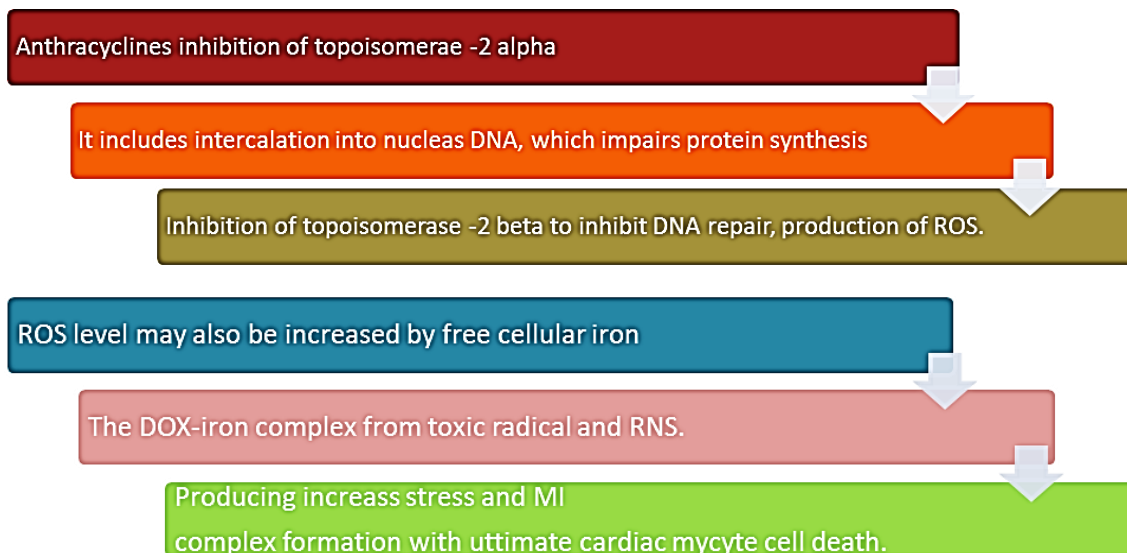 Anthracyclines inhibition of topoisomerae -2 alpha
It includes intercalation into nucleas DNA, which impairs protein synthesis
Inhibition of topoisomerase -2 beta to inhibit DNA repair, production of ROS.
ROS level may also be increased by free cellular iron
The DOX-iron complex from toxic radical and RNS.
Producing increass stress and MI
complex formation with uttimate cardiac mycyte cell death.